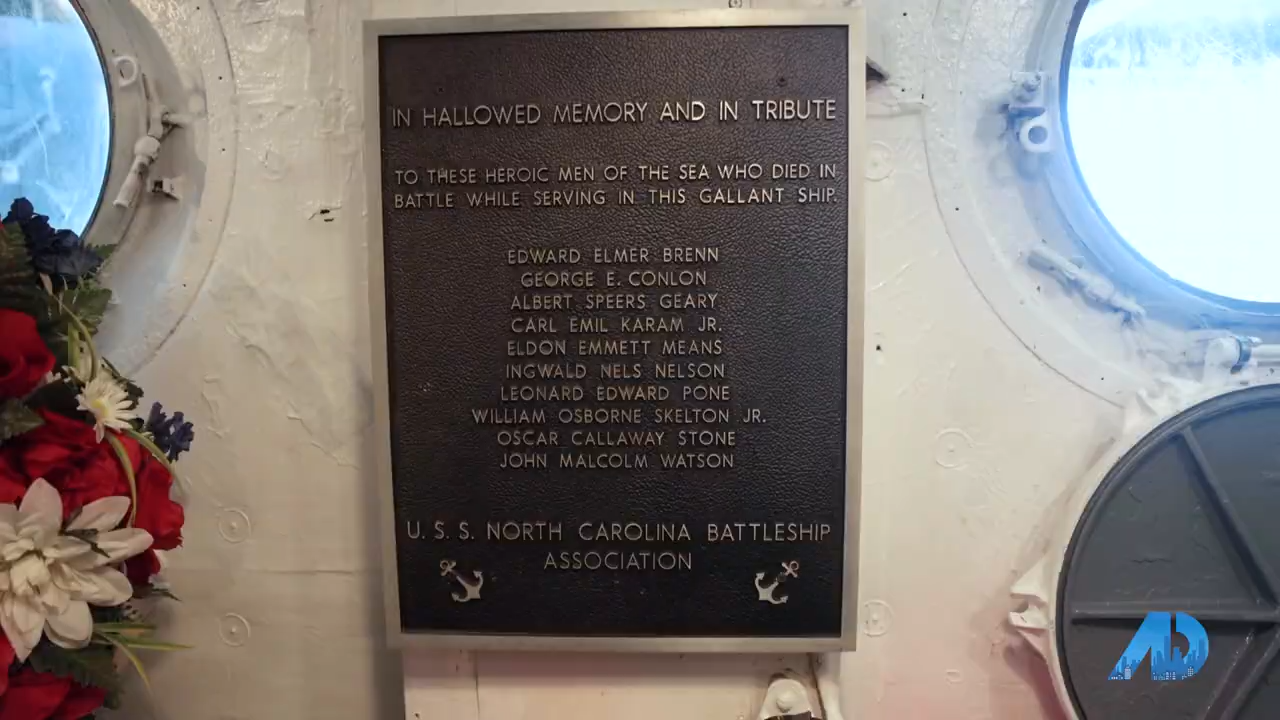 IN HALLOWED MEMORY AND IN TRIBUTE
TO THESE HEROIC MEN OF THE SEA WHO DIED IN
BATTLE WHILE SERVING IN THIS GALLANT SHIP.
EDWARD ELMER BRENN
GEORGE E. CONLON
ALBERT SPEERS GEARY
CARL EMIL KARAM JR.
ELDON EMMETT MEANS
INGWALD NELS NELSON
LEONARD EDWARD PONE
WILLIAM OSBORNE SKELTON JR.
OSCAR CALLAWAY STONE
JOHN MALCOLM WATSON
U. S. S. NORTH CAROLINA BATTLESHIP
ASSOCIATION
AD